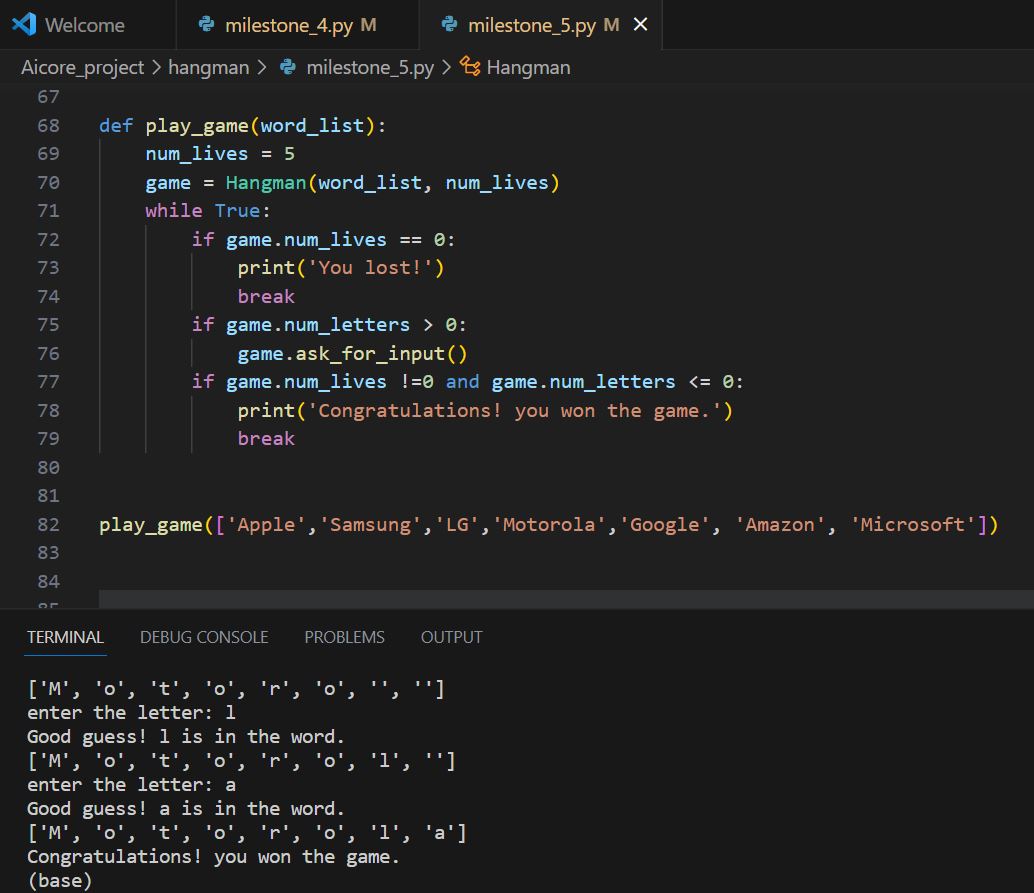 Welcome milestone_4.py M milestone_5.py M ×
Aicore_project > hangman > milestone_5.py > Hangman
67
68 def play_game(word_list):
69     num_lives = 5
70     game = Hangman(word_list, num_lives)
71     while True:
72         if game.num_lives == 0:
73             print('You lost!')
74             break
75         if game.num_letters > 0:
76             game.ask_for_input()
77         if game.num_lives !=0 and game.num_letters <= 0:
78             print('Congratulations! you won the game.')
79             break
80
81
82 play_game(['Apple','Samsung','LG','Motorola','Google', 'Amazon', 'Microsoft'])
83
84
85
TERMINAL DEBUG CONSOLE PROBLEMS OUTPUT
['M', 'o', 't', 'o', 'r', 'o', '', '']
enter the letter: l
Good guess! l is in the word.
['M', 'o', 't', 'o', 'r', 'o', 'l', '']
enter the letter: a
Good guess! a is in the word.
['M', 'o', 't', 'o', 'r', 'o', 'l', 'a']
Congratulations! you won the game.
(base)